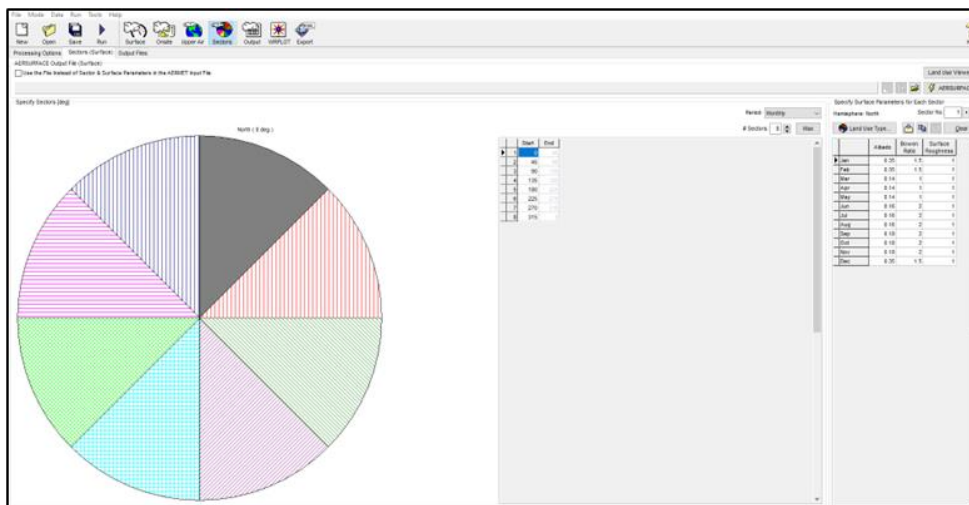 File Mode Data Run Tools Help
New Open Save Run Surface Onsite Upper Air Sectors Output WRPLOT Export
Processing Options Sectors (Surface) Output Files
AERSURFACE Output File (Surface)
Use the File instead of Sector & Surface Parameters in the AERMET Input File
Land Use Viewer
AERSURFACE
Specify Sectors (deg)
Specify Surface Parameters for Each Sector
Period: Monthly
Hemisphere: North Sector No. 1
# Sectors: 8
North ( 0 deg )
Land Use Type...
Start End
1
2 45
3 90
4 135
5 180
6 225
7 270
8 315
Albedo Bowen Ratio Surface Roughness
Jan 0.35 1.5 1
Feb 0.35 1.5 1
Mar 0.14 1 1
Apr 0.14 1 1
May 0.14 1 1
Jun 0.16 2 1
Jul 0.16 2 1
Aug 0.16 2 1
Sep 0.18 2 1
Oct 0.18 2 1
Nov 0.18 2 1
Dec 0.35 1.5 1